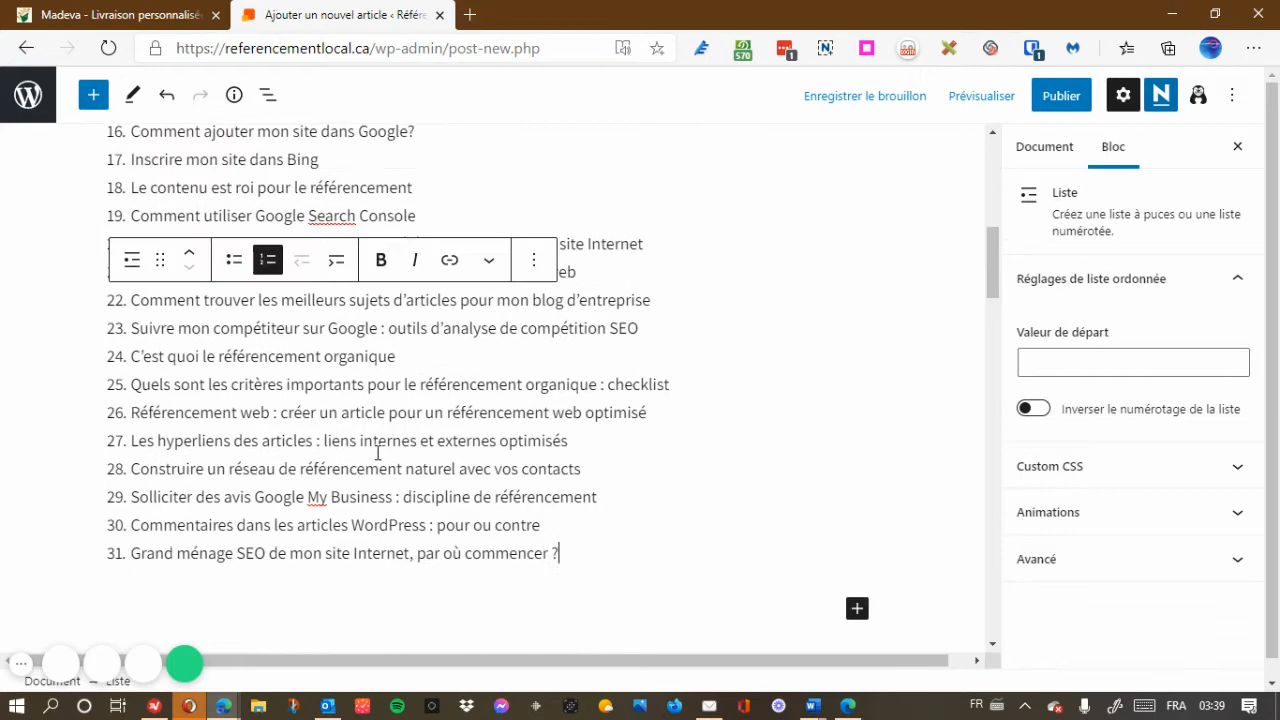 Madeva - Livraison personnalisé
Ajouter un nouvel article ‹ Référe
https://referencementlocal.ca/wp-admin/post-new.php
570
1
1
Enregistrer le brouillon
Prévisualiser
Publier
16. Comment ajouter mon site dans Google?
17. Inscrire mon site dans Bing
18. Le contenu est roi pour le référencement
19. Comment utiliser Google Search Console
site Internet
eb
22. Comment trouver les meilleurs sujets d'articles pour mon blog d'entreprise
23. Suivre mon compétiteur sur Google : outils d'analyse de compétition SEO
24. C'est quoi le référencement organique
25. Quels sont les critères importants pour le référencement organique : checklist
26. Référencement web : créer un article pour un référencement web optimisé
27. Les hyperliens des articles : liens internes et externes optimisés
28. Construire un réseau de référencement naturel avec vos contacts
29. Solliciter des avis Google My Business : discipline de référencement
30. Commentaires dans les articles WordPress : pour ou contre
31. Grand ménage SEO de mon site Internet, par où commencer ?
B I
Document
Bloc
Liste
Créez une liste à puces ou une liste
numérotée.
Réglages de liste ordonnée
Valeur de départ
Inverser le numérotage de la liste
Custom CSS
Animations
Avancé
Document → Liste
FR
FRA
03:39